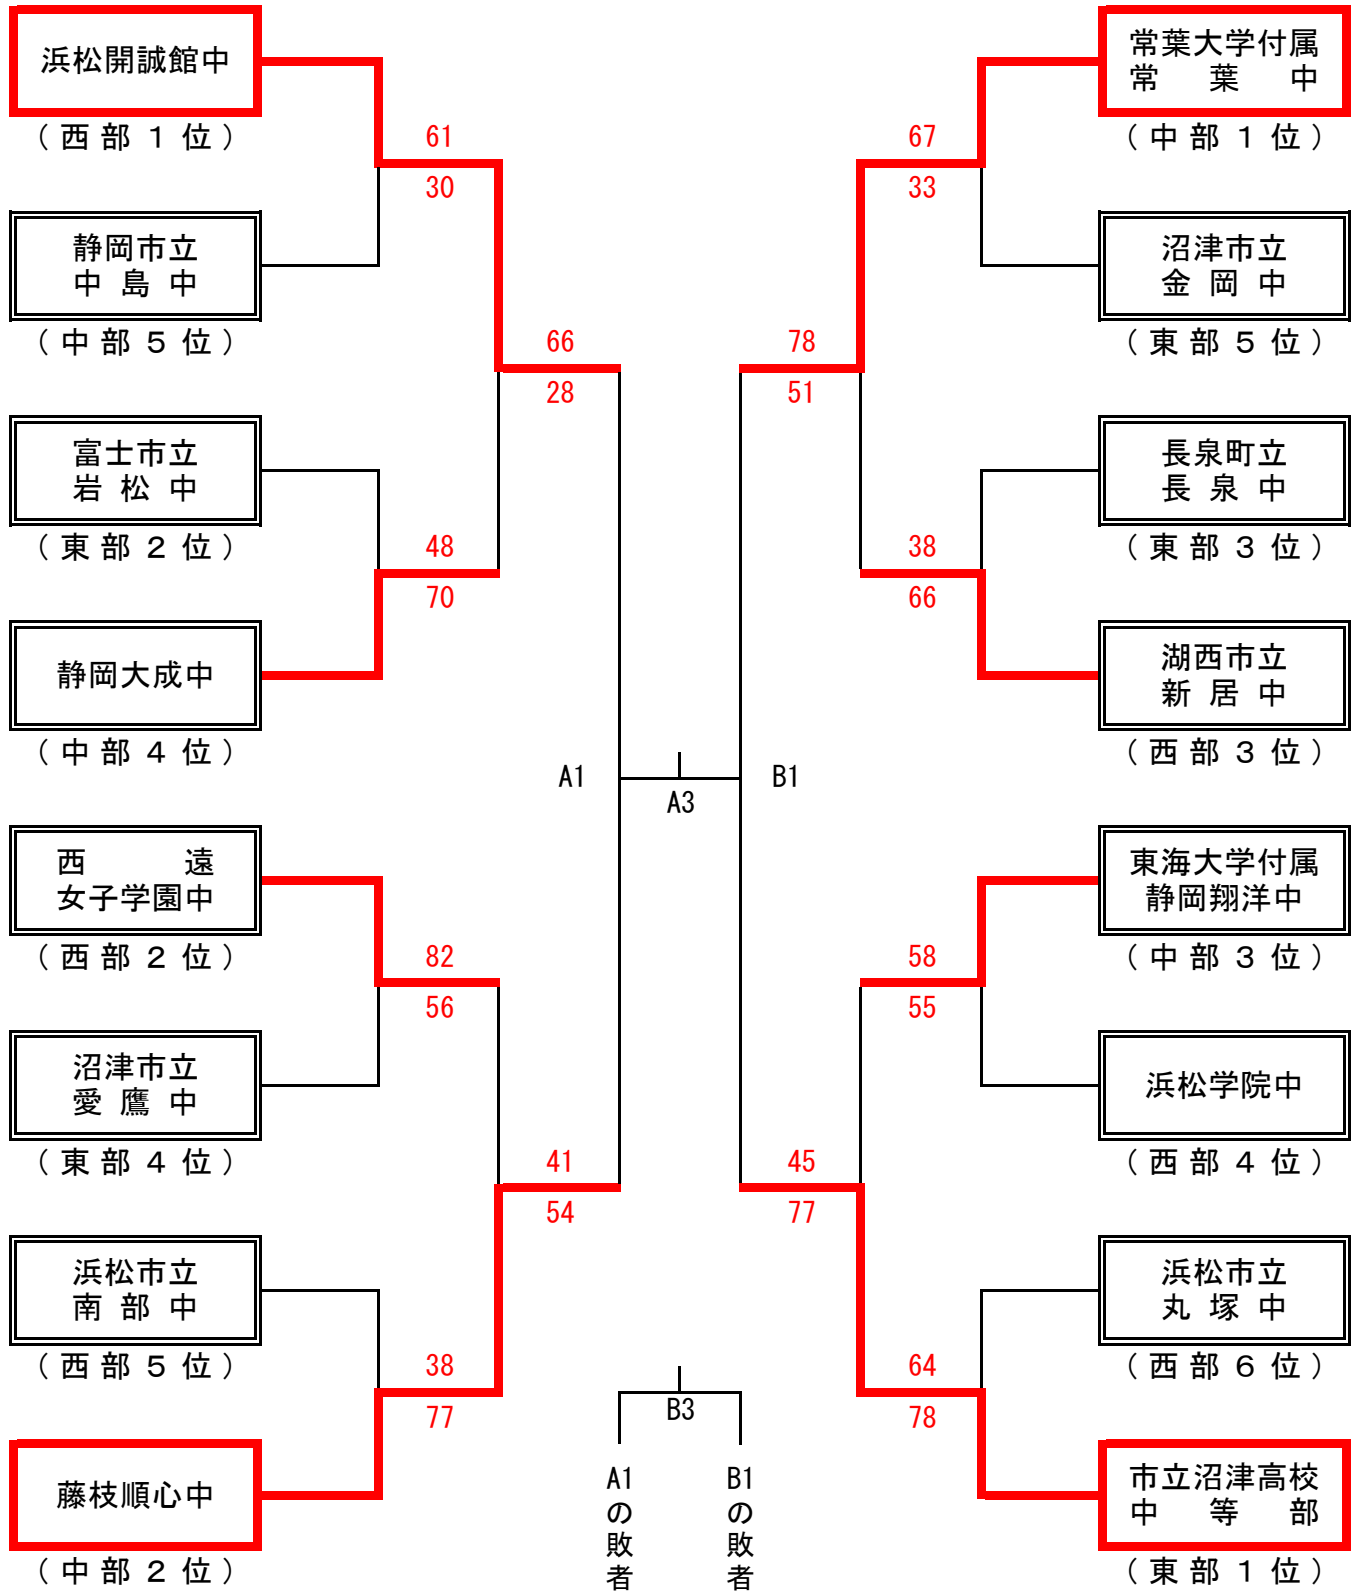 浜松開誠館中
(西部１位)
静岡市立
中島中
(中部５位)
富士市立
岩松中
(東部２位)
静岡大成中
(中部４位)
西遠
女子学園中
(西部２位)
沼津市立
愛鷹中
(東部４位)
浜松市立
南部中
(西部５位)
藤枝順心中
(中部２位)
61
30
48
70
82
56
38
77
66
28
41
54
A1
A3
B1
B3
A1の敗者
B1の敗者
78
51
45
77
67
33
38
66
58
55
64
78
常葉大学付属
常葉中
(中部１位)
沼津市立
金岡中
(東部５位)
長泉町立
長泉中
(東部３位)
湖西市立
新居中
(西部３位)
東海大学付属
静岡翔洋中
(中部３位)
浜松学院中
(西部４位)
浜松市立
丸塚中
(西部６位)
市立沼津高校
中等部
(東部１位)